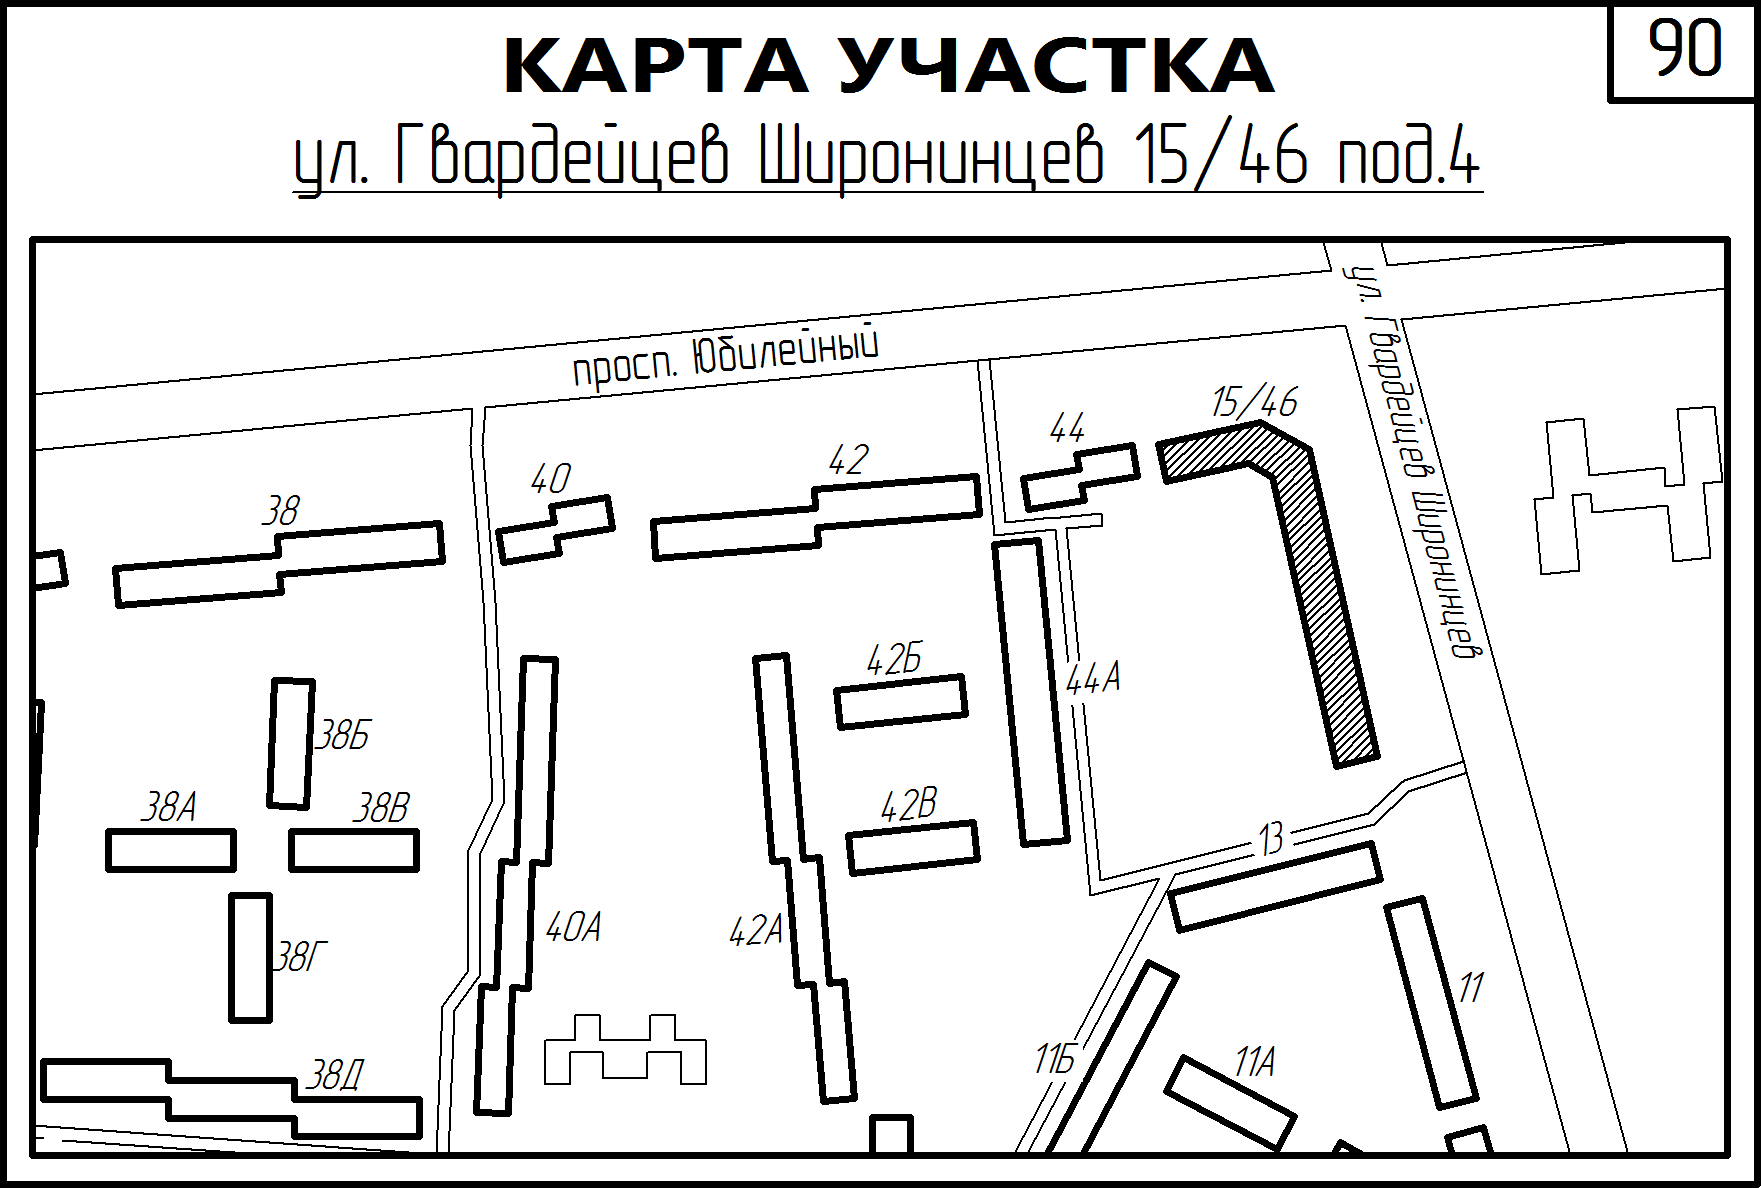 90
КАРТА УЧАСТКА
ул. Гвардейцев Широнинцев 15/46 под.4
ул. Гвардейцев Широнинцев
просп. Юбилейный
15/46
44
42
40
38
42Б
44А
38Б
38А
38В
42В
13
40А
42А
38Г
11
11Б
11А
38Д